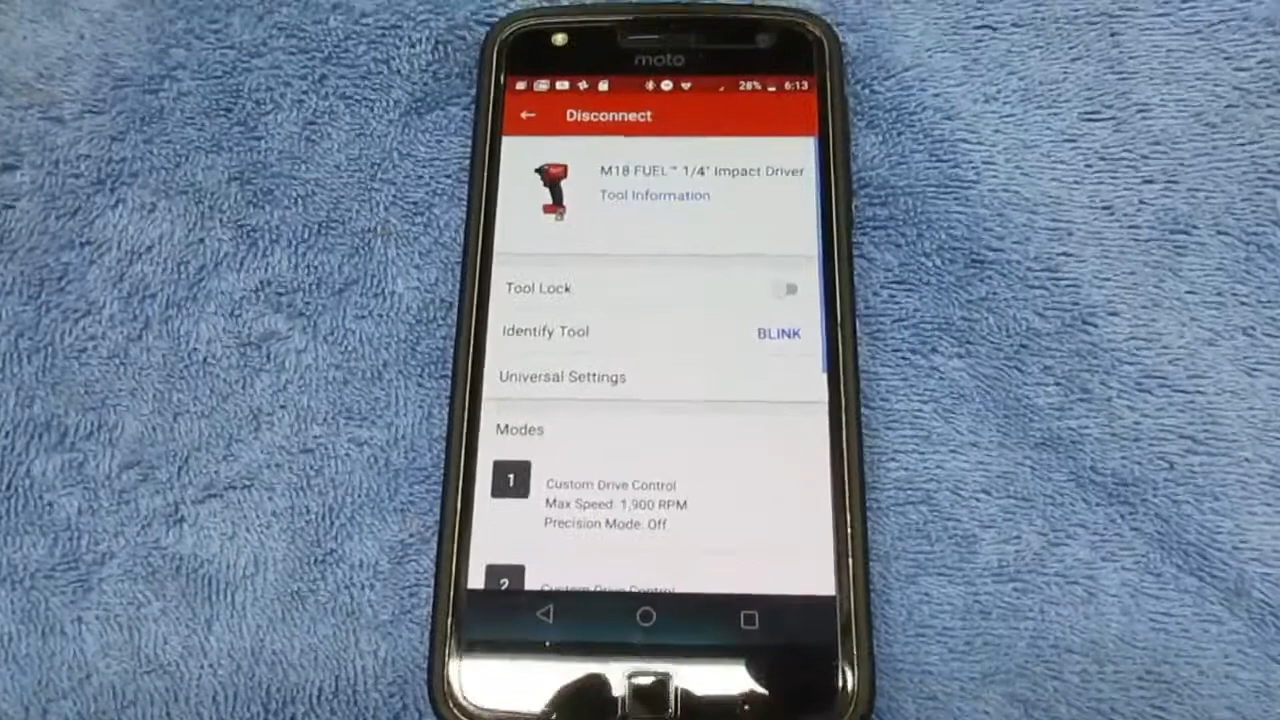 moto
28% 6:13
Disconnect
M18 FUEL™ 1/4" Impact Driver
Tool Information
Tool Lock
Identify Tool BLINK
Universal Settings
Modes
1
Custom Drive Control
Max Speed: 1,900 RPM
Precision Mode: Off
2
Custom Drive Control